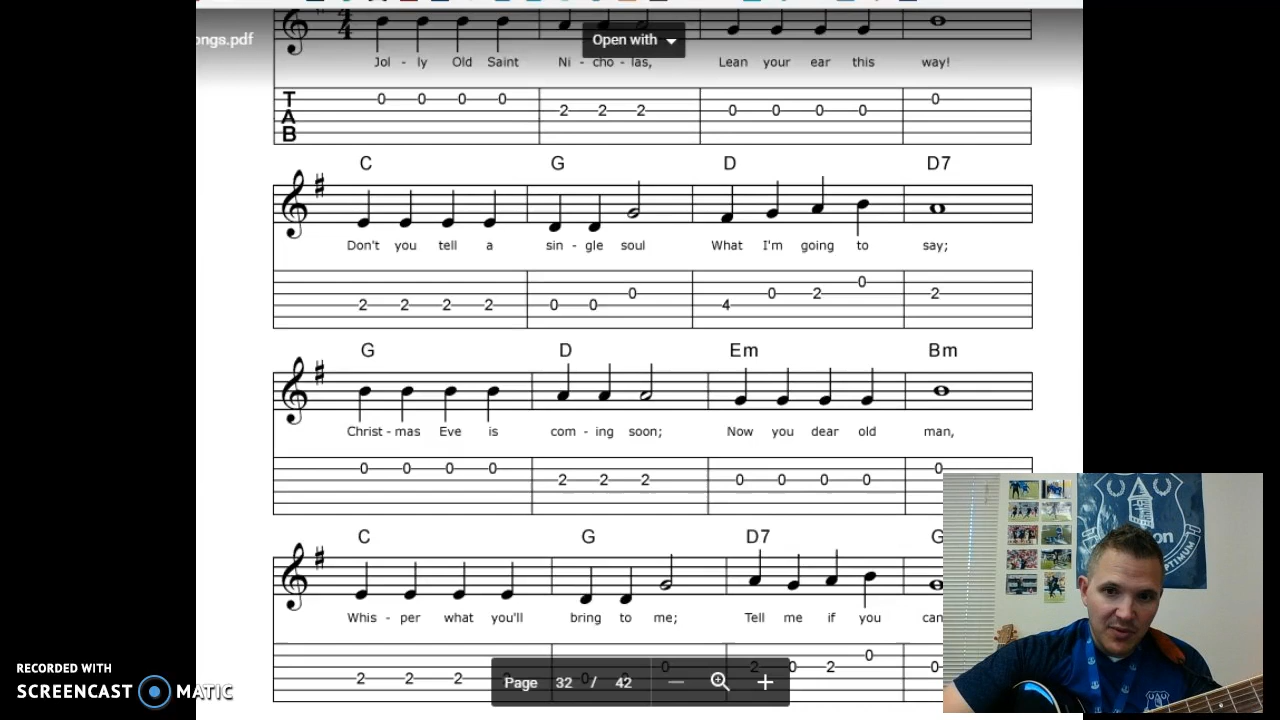 ongs.pdf
Open with
4
4
Jol - ly Old Saint Ni - cho - las, Lean your ear this way!
T 0 0 0 0 2 2 2 0 0 0 0 0
A
B
C G D D7
Don't you tell a sin - gle soul What I'm going to say;
2 2 2 2 0 0 0 4 0 2 0 2
G D Em Bm
Christ - mas Eve is com - ing soon; Now you dear old man,
0 0 0 0 2 2 2 0 0 0 0 0
C G D7 G
Whis - per what you'll bring to me; Tell me if you can
2 2 2 0 0 2 0 2 0 0
Page 32 / 42
RECORDED WITH
SCREENCAST MATIC